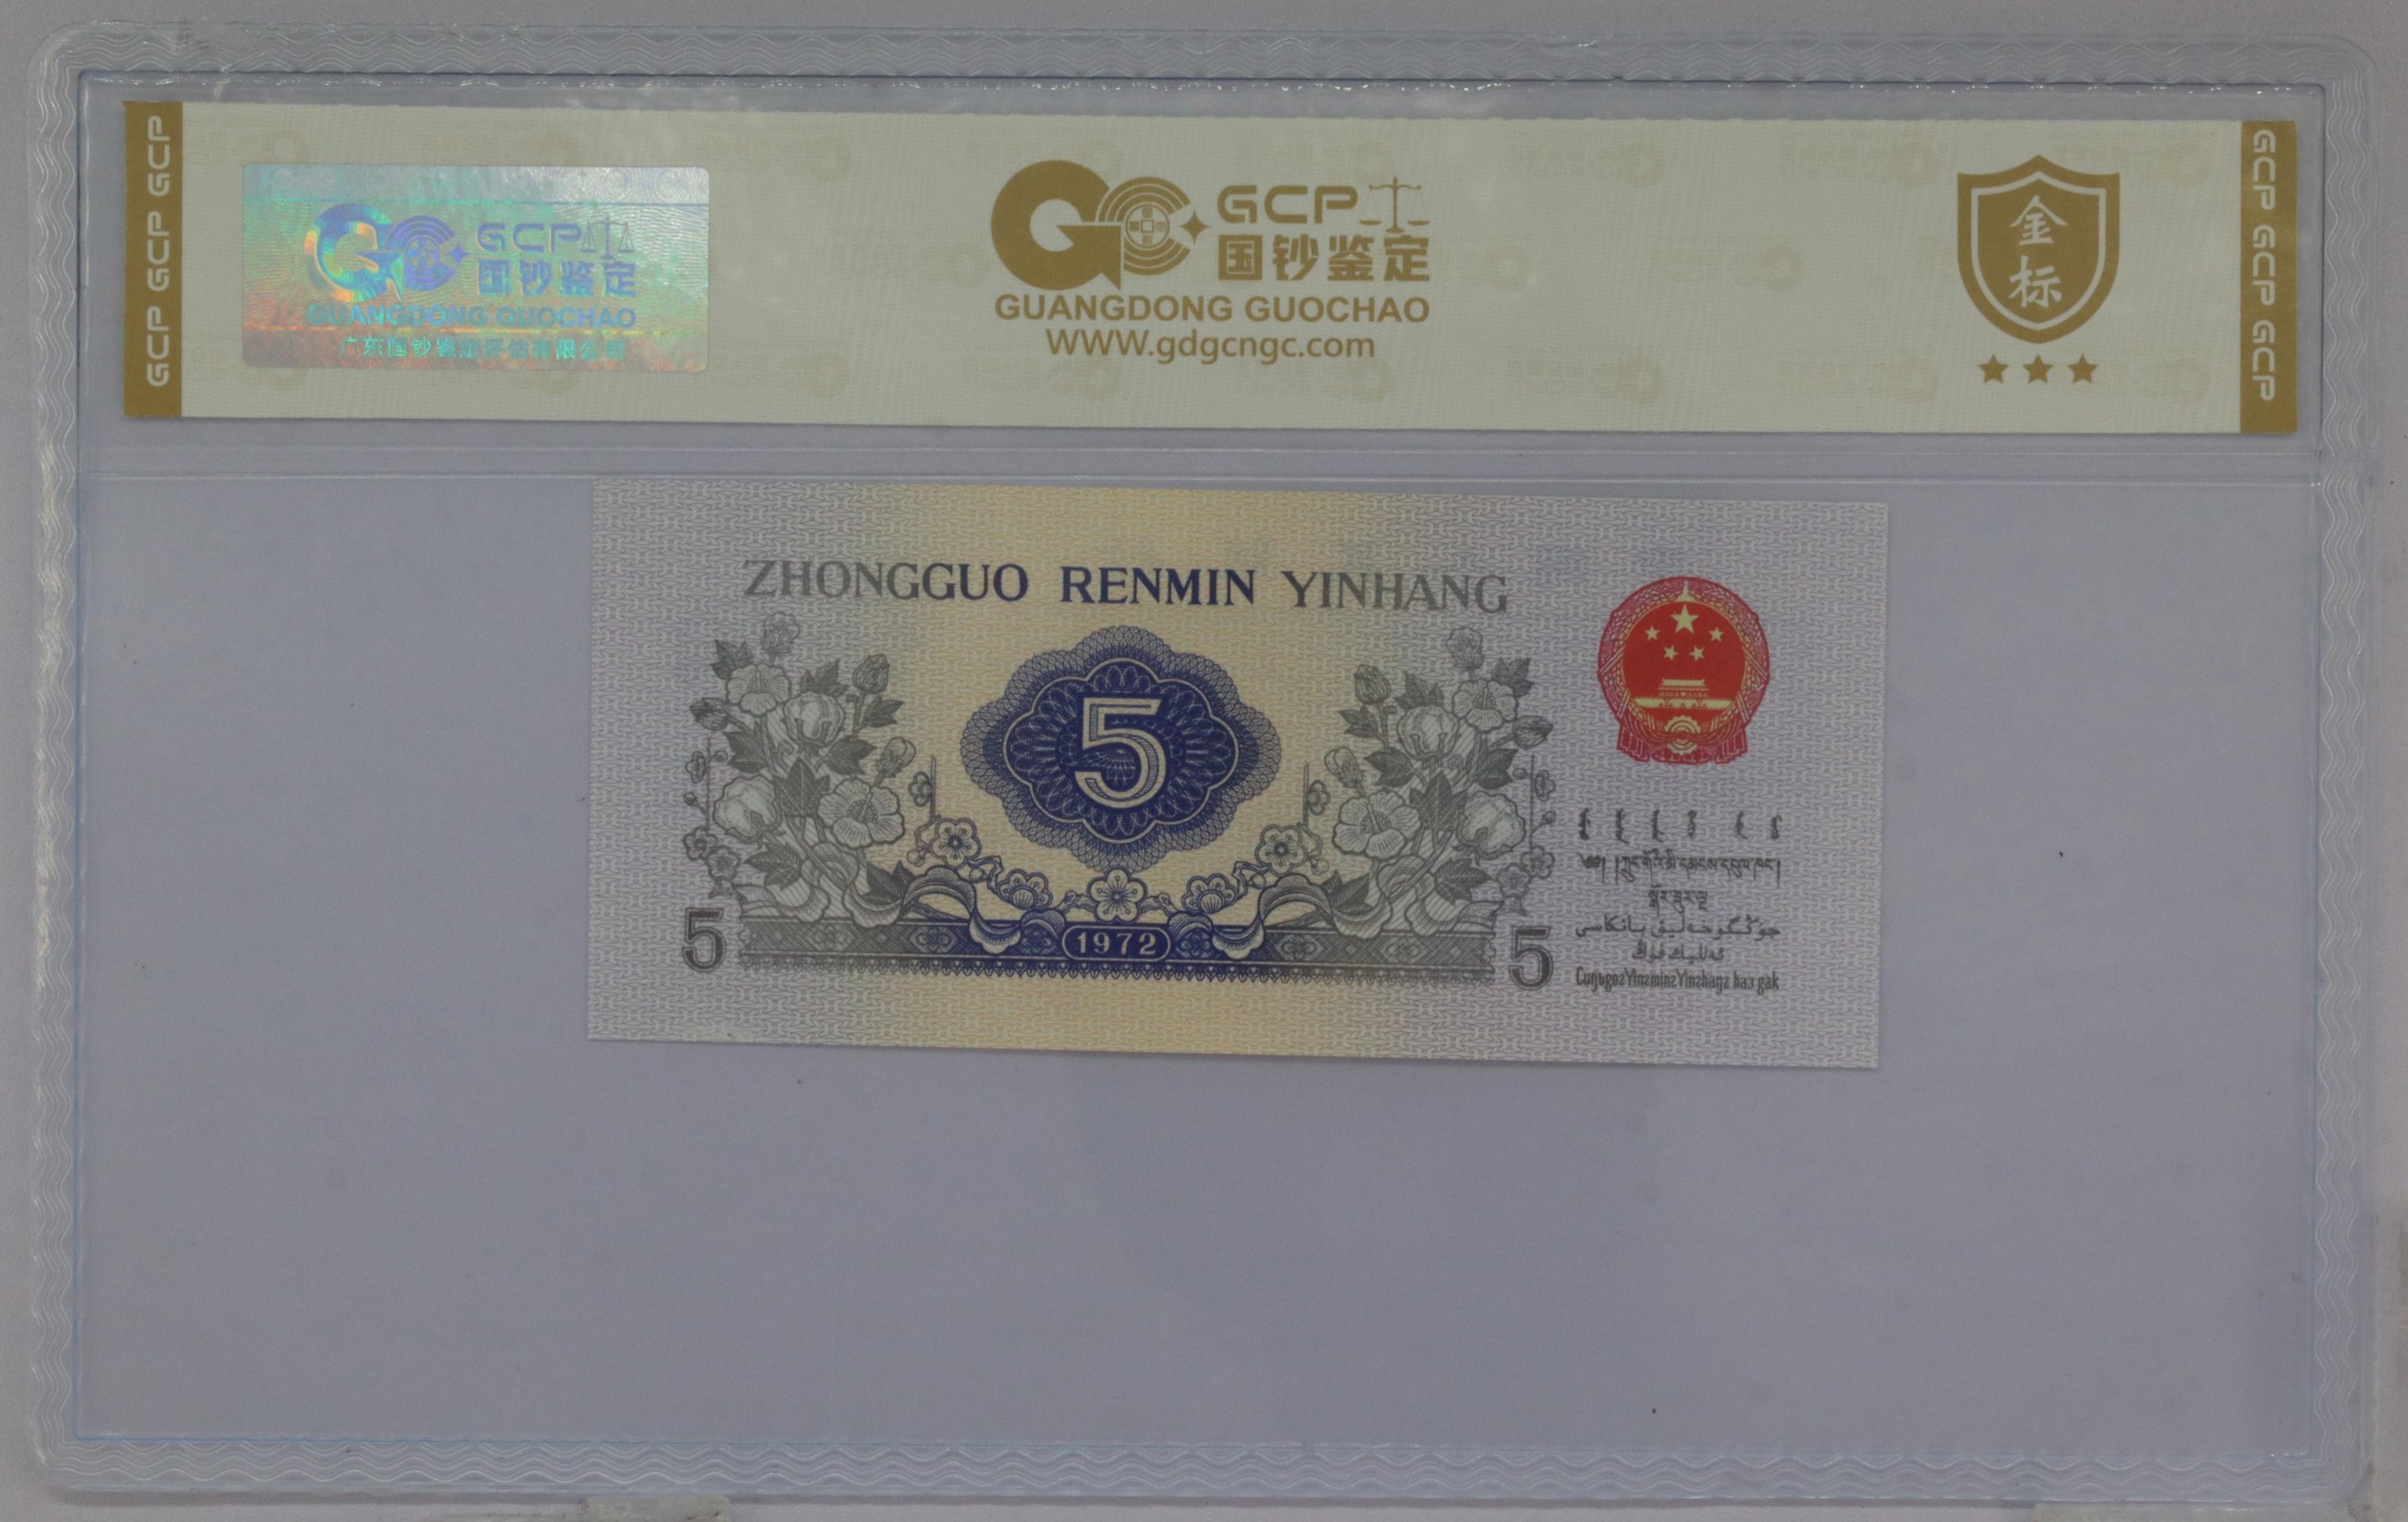 GCP GCP GCP
GCP 国钞鉴定
GUANGDONG GUOCHAO
广东国钞鉴定评估有限公司
GCP
国钞鉴定
GUANGDONG GUOCHAO
WWW.gdgcngc.com
金
标
GCP GCP GCP
ZHONGGUO RENMIN YINHANG
5
5
1972
5
جۇڭگوخەلىق بانكاسى